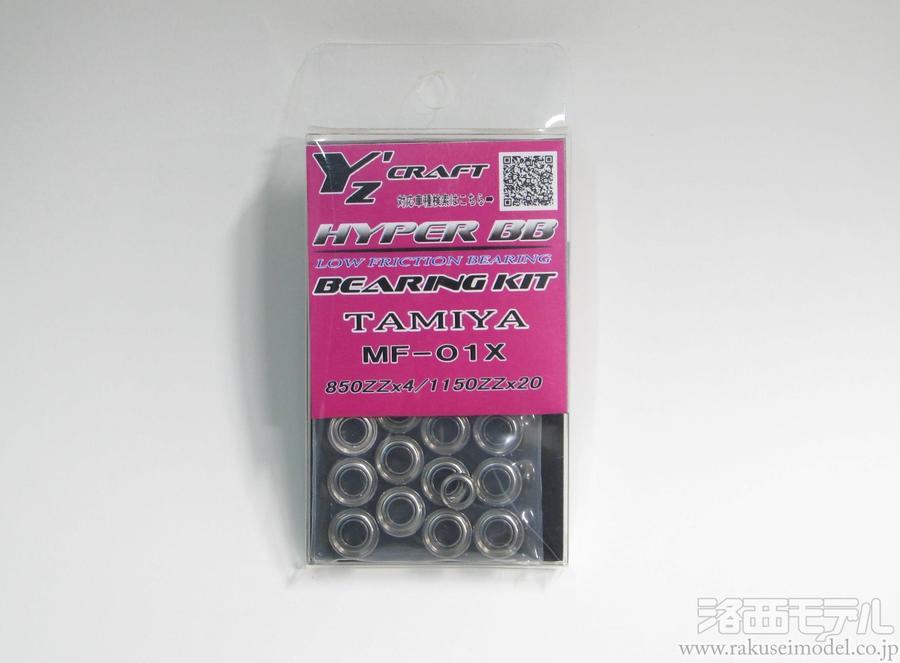 Y'z CRAFT
対応車種検索はこちら➡
HYPER BB
LOW FRICTION BEARING
BEARING KIT
TAMIYA
MF-01X
850ZZx4/1150ZZx20
洛西モデル
www.rakuseimodel.co.jp